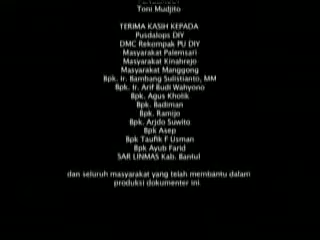 Toni Mudjito
TERIMA KASIH KEPADA
Pusdalops DIY
DMC Rekompak PU DIY
Masyarakat Palemsari
Masyarakat Kinahrejo
Masyarakat Manggong
Bpk. Ir. Bambang Sulistianto, MM
Bpk. Ir. Arif Budi Wahyono
Bpk. Agus Kholik
Bpk. Badiman
Bpk. Ramijo
Bpk. Arjdo Suwito
Bpk Asep
Bpk Taufik F Usman
Bpk Ayub Farid
SAR LINMAS Kab. Bantul
dan seluruh masyarakat yang telah membantu dalam
produksi dokumenter ini.